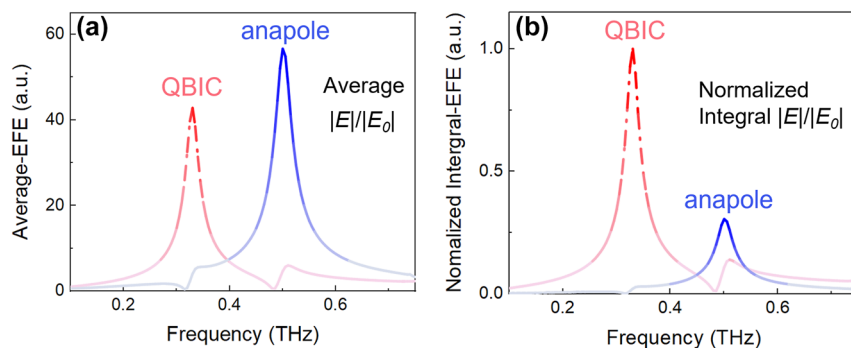 (a)
anapole
QBIC
Average
|E|/|E0|
Average-EFE (a.u.)
60
40
20
0
0.2
0.4
0.6
Frequency (THz)
(b)
QBIC
Normalized
Integral |E|/|E0|
anapole
Normalized Intergral-EFE (a.u.)
1.0
0.5
0.0
0.2
0.4
0.6
Frequency (THz)